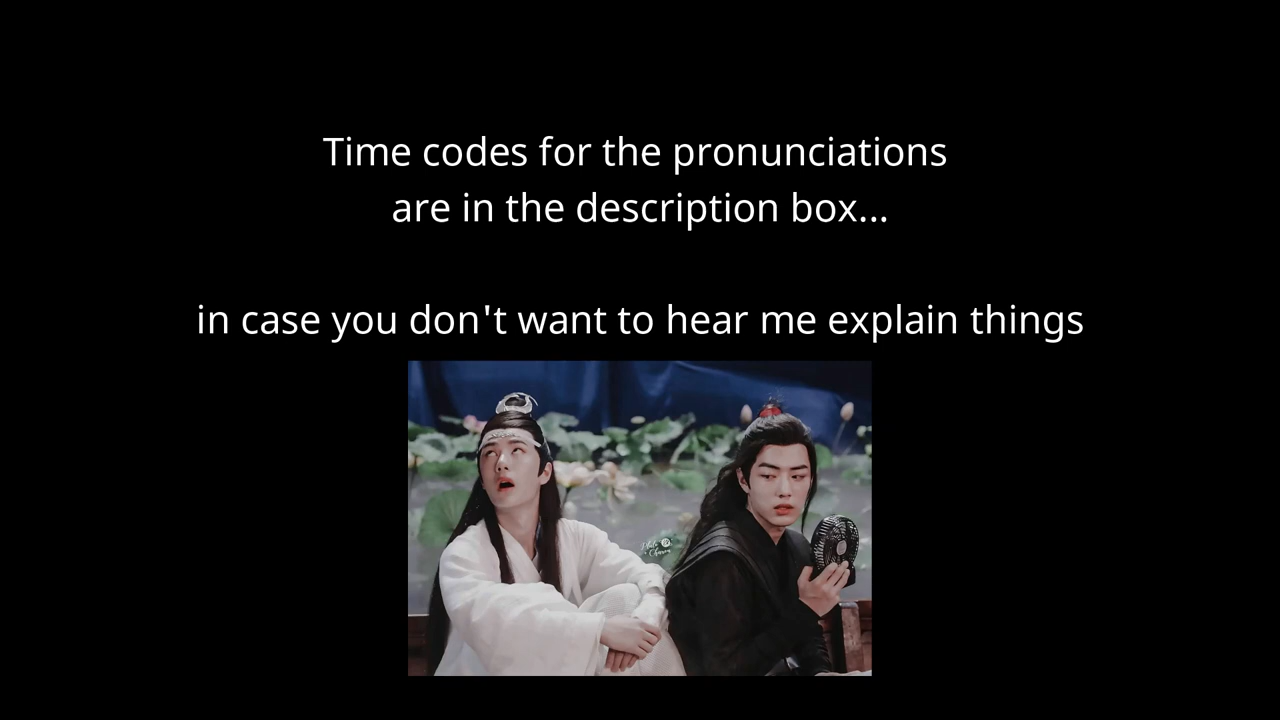 Time codes for the pronunciations
are in the description box...
in case you don't want to hear me explain things